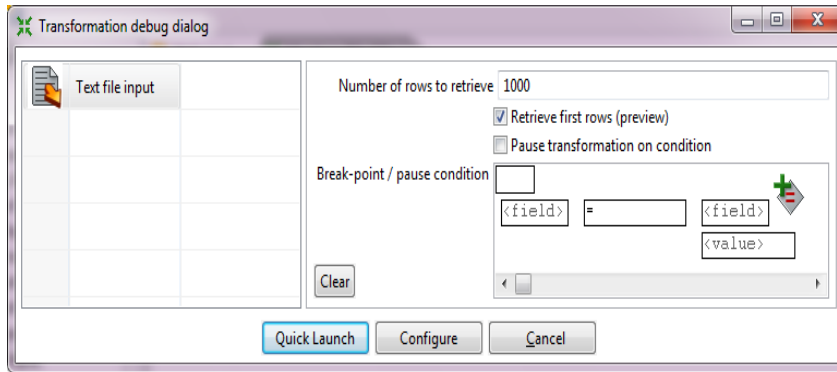 Transformation debug dialog
Text file input
Number of rows to retrieve 1000
Retrieve first rows (preview)
Pause transformation on condition
Break-point / pause condition
<field> = <field>
<value>
Clear
Quick Launch Configure Cancel